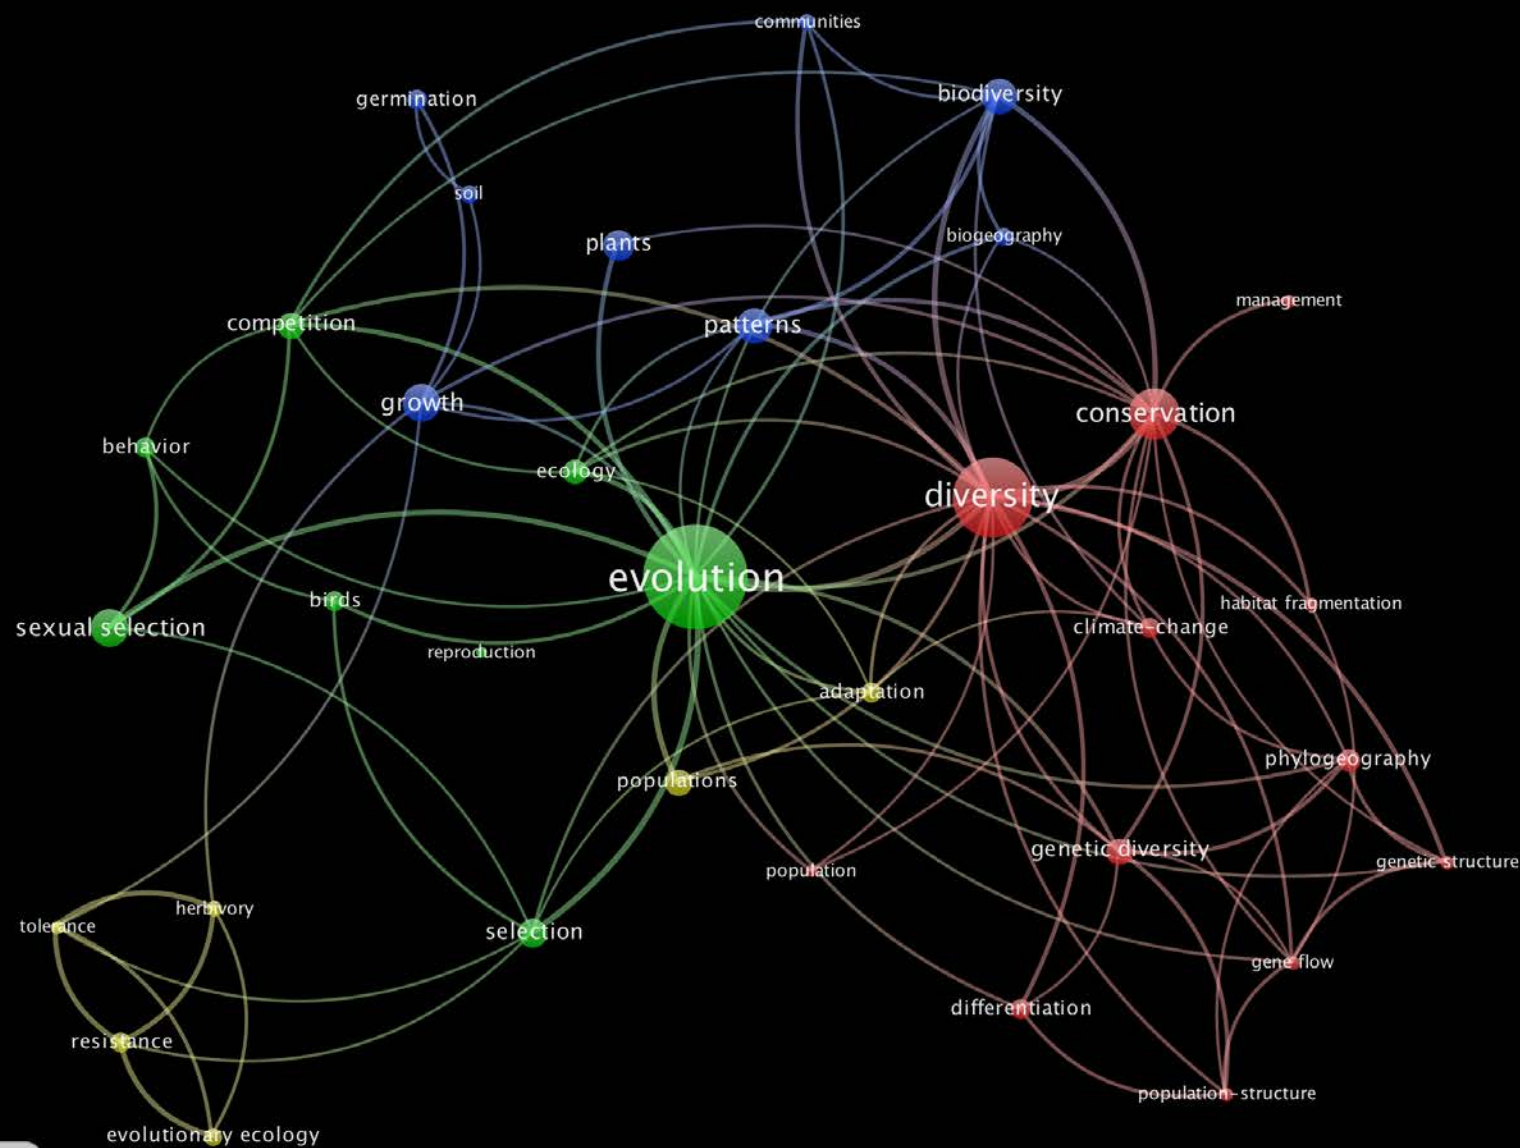 communities
biodiversity
germination
soil
plants
biogeography
management
competition
patterns
growth
conservation
behavior
ecology
diversity
evolution
birds
habitat fragmentation
sexual selection
climate-change
reproduction
adaptation
phylogeography
populations
genetic diversity
genetic structure
population
herbivory
tolerance
selection
gene flow
differentiation
resistance
population-structure
evolutionary ecology